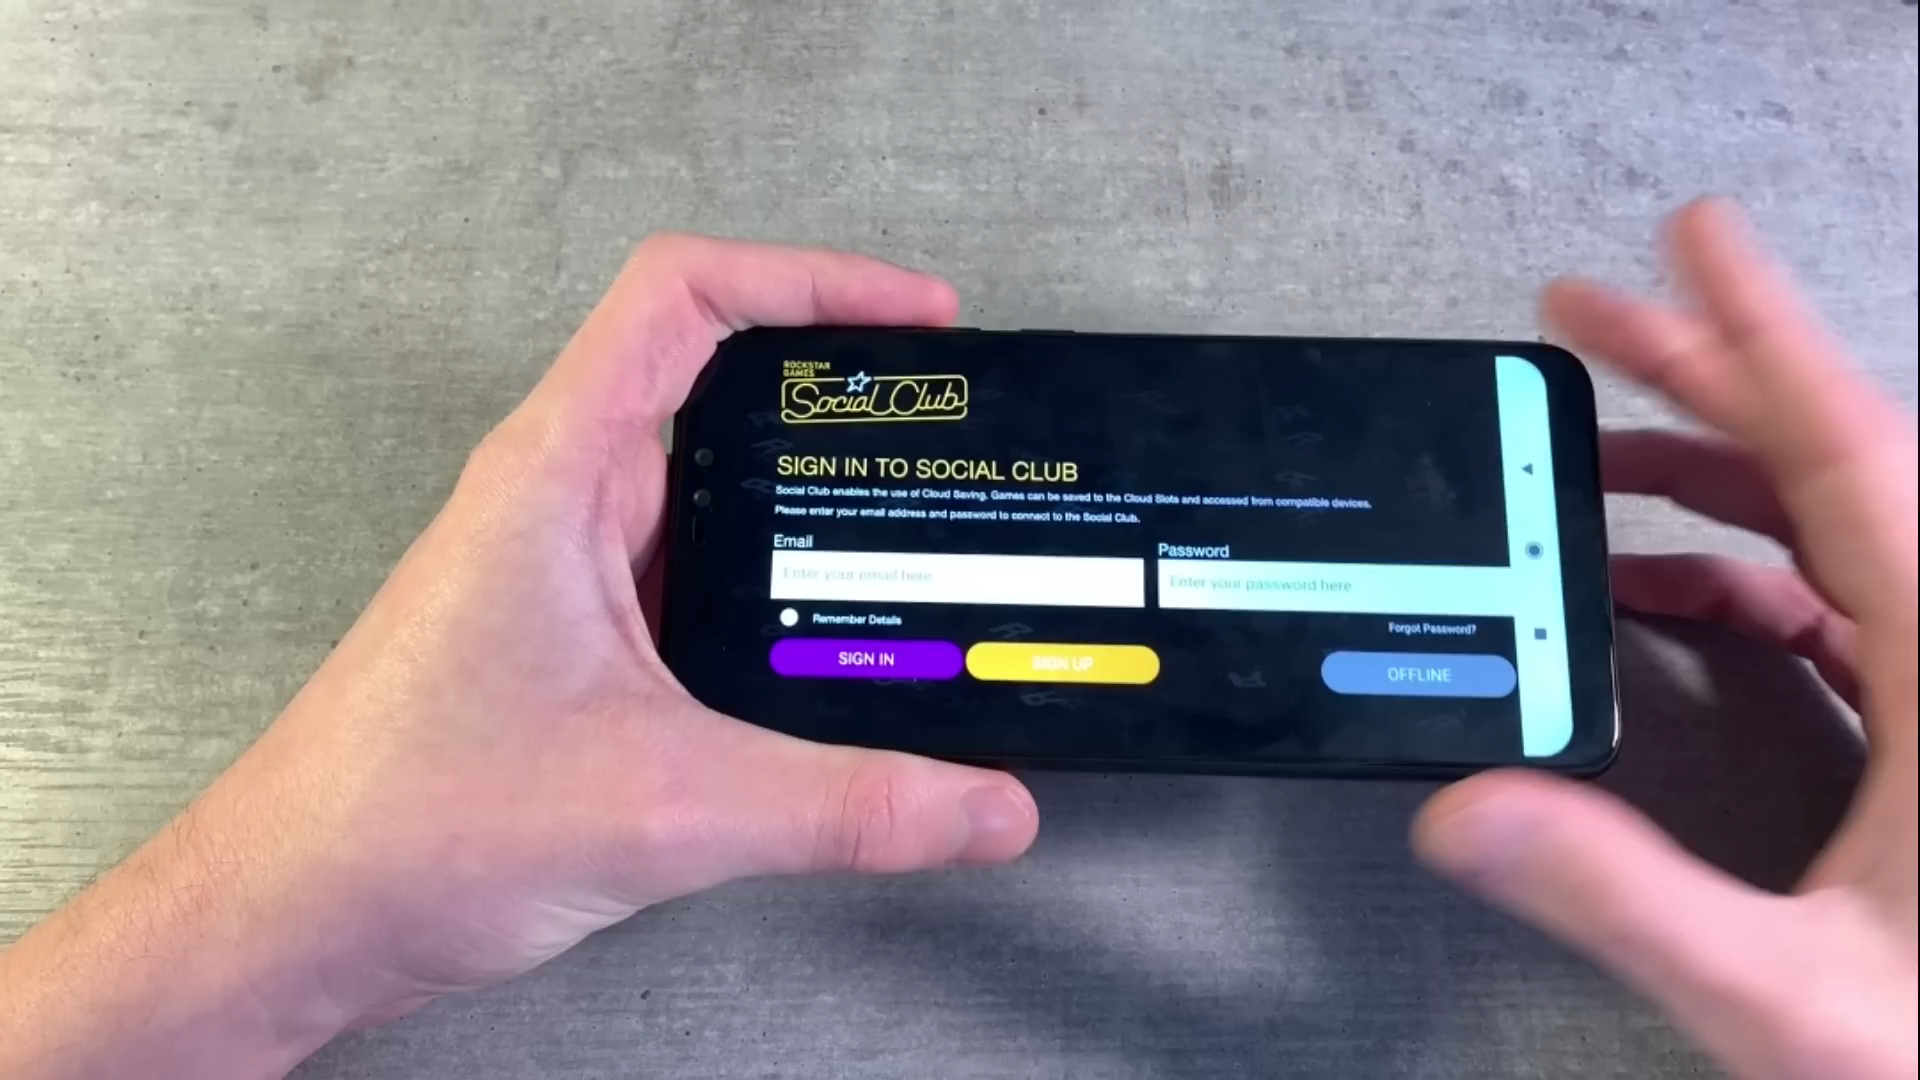 ROCKSTAR
GAMES
Social Club
SIGN IN TO SOCIAL CLUB
Social Club enables the use of Cloud Saving. Games can be saved to the Cloud Slots and accessed from compatible devices.
Please enter your email address and password to connect to the Social Club.
Email
Password
Enter your email here
Enter your password here
Remember Details
Forgot Password?
SIGN IN
SIGN UP
OFFLINE